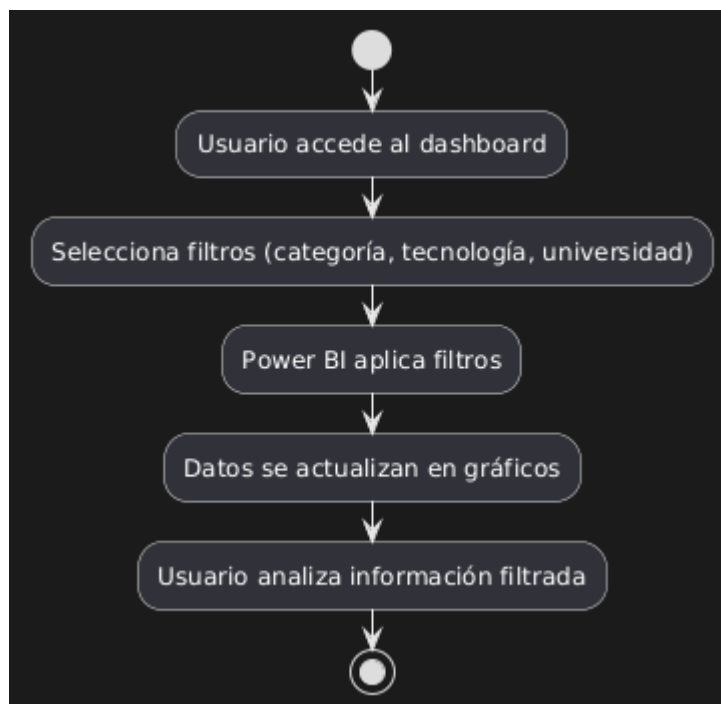 Usuario accede al dashboard
Selecciona filtros (categoría, tecnología, universidad)
Power BI aplica filtros
Datos se actualizan en gráficos
Usuario analiza información filtrada